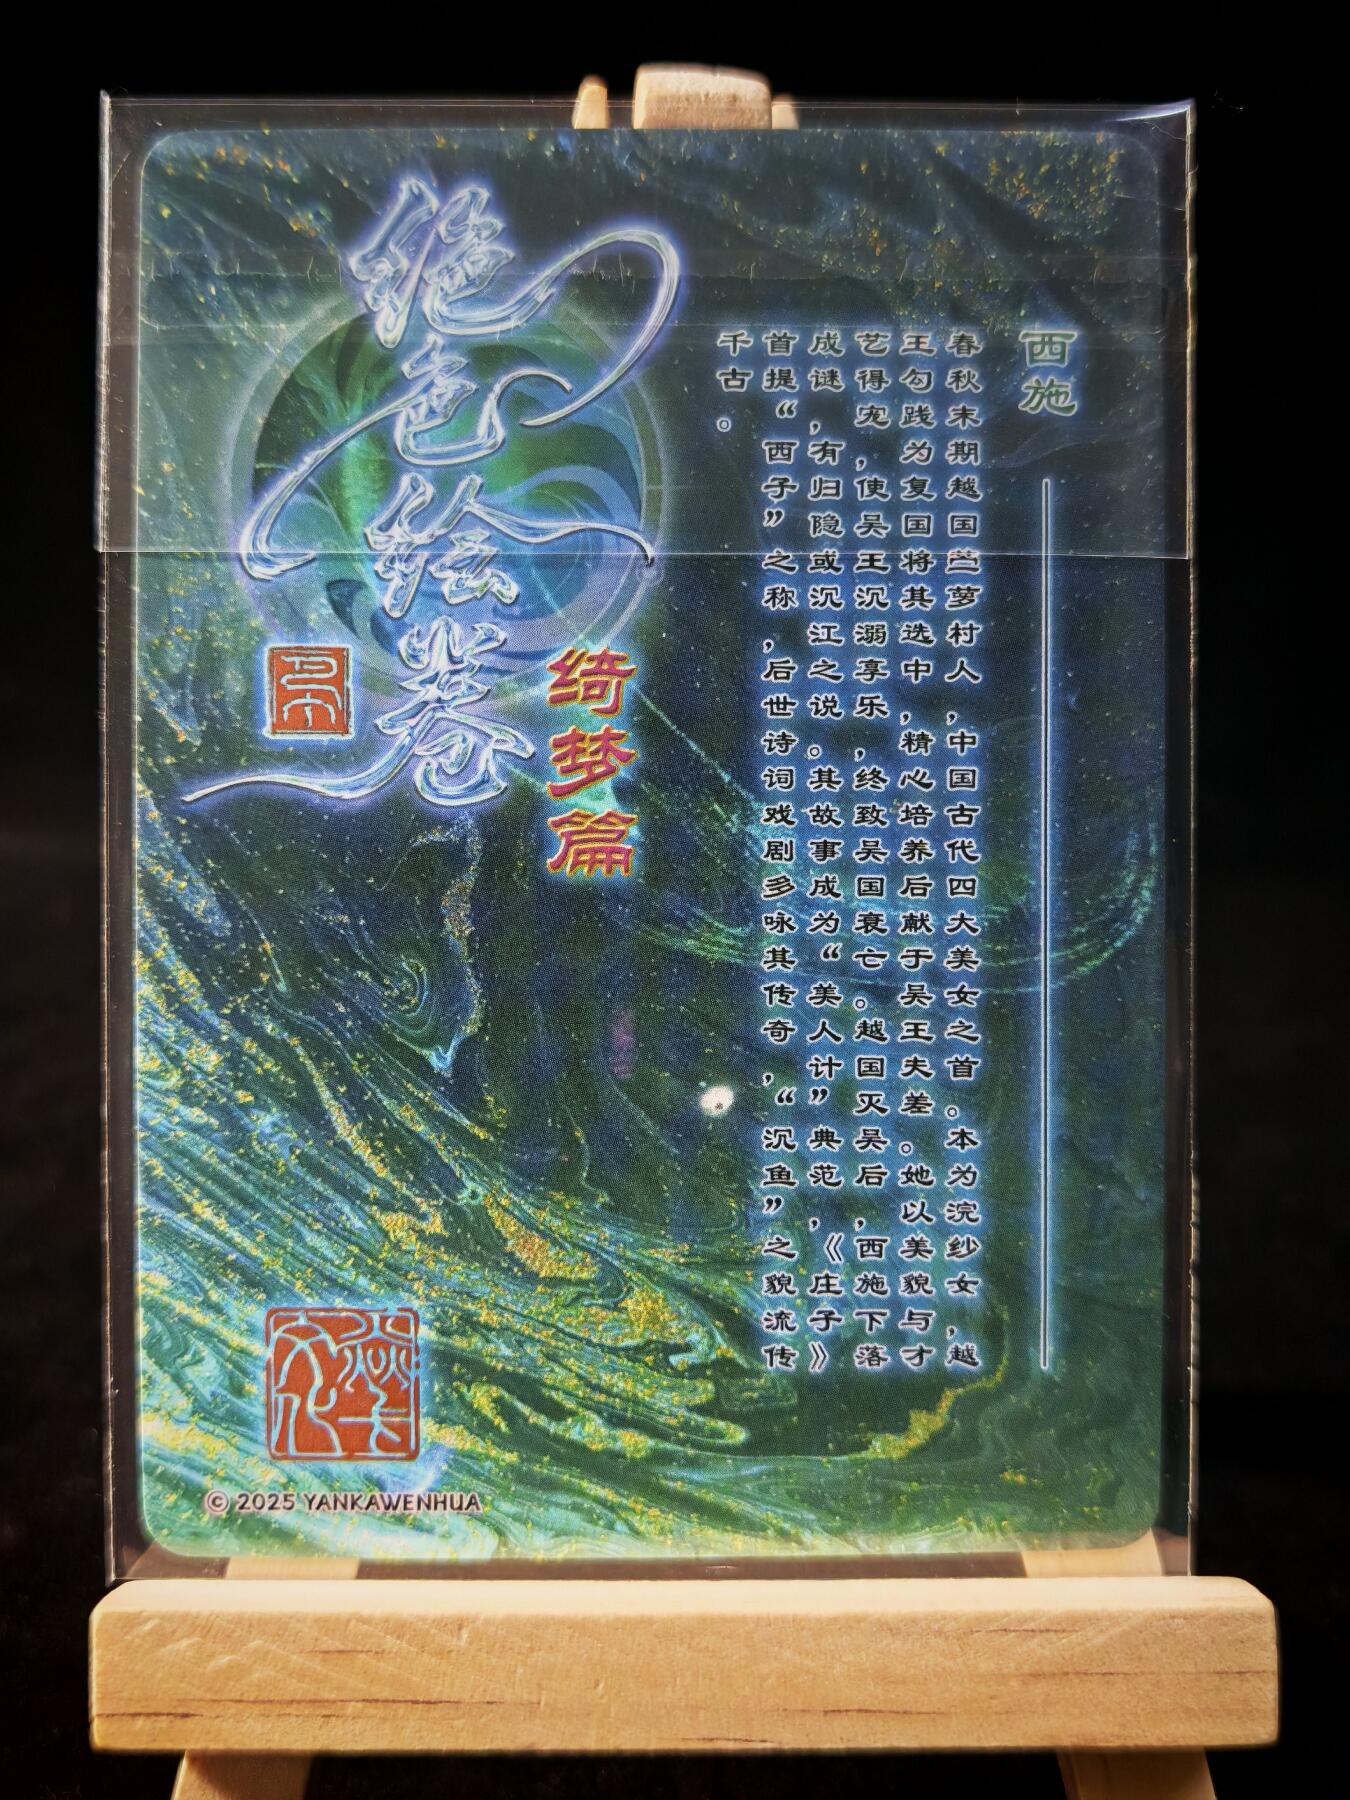 西施
春秋末期越国苎萝村人，中国古代四大美女之首。本为浣纱女，越
王勾践为复国将其选中，精心培养后献于吴王夫差。她以美貌与才
艺得宠，使吴王沉溺享乐，终致吴国衰亡。越国灭吴后，西施下落
成谜，有归隐或沉江之说。其故事成为“美人计”典范，《庄子》
首提“西子”之称，后世诗词戏剧多咏其传奇，“沉鱼”之貌流传
千古。
绝色绘卷
绮梦篇
© 2025 YANKAWENHUA